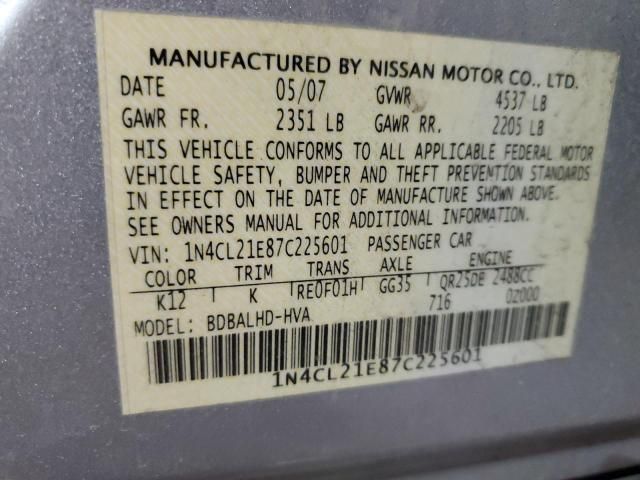 MANUFACTURED BY NISSAN MOTOR CO., LTD.
DATE 05/07 GVWR 4537 LB
GAWR FR. 2351 LB GAWR RR. 2205 LB
THIS VEHICLE CONFORMS TO ALL APPLICABLE FEDERAL MOTOR
VEHICLE SAFETY, BUMPER AND THEFT PREVENTION STANDARDS
IN EFFECT ON THE DATE OF MANUFACTURE SHOWN ABOVE.
SEE OWNERS MANUAL FOR ADDITIONAL INFORMATION.
VIN: 1N4CL21E87C225601 PASSENGER CAR
COLOR TRIM TRANS AXLE ENGINE
K12 K RE0F01H GG35 QR25DE 2488CC
MODEL: BDBALHD-HVA 716 0Z000
1N4CL21E87C225601